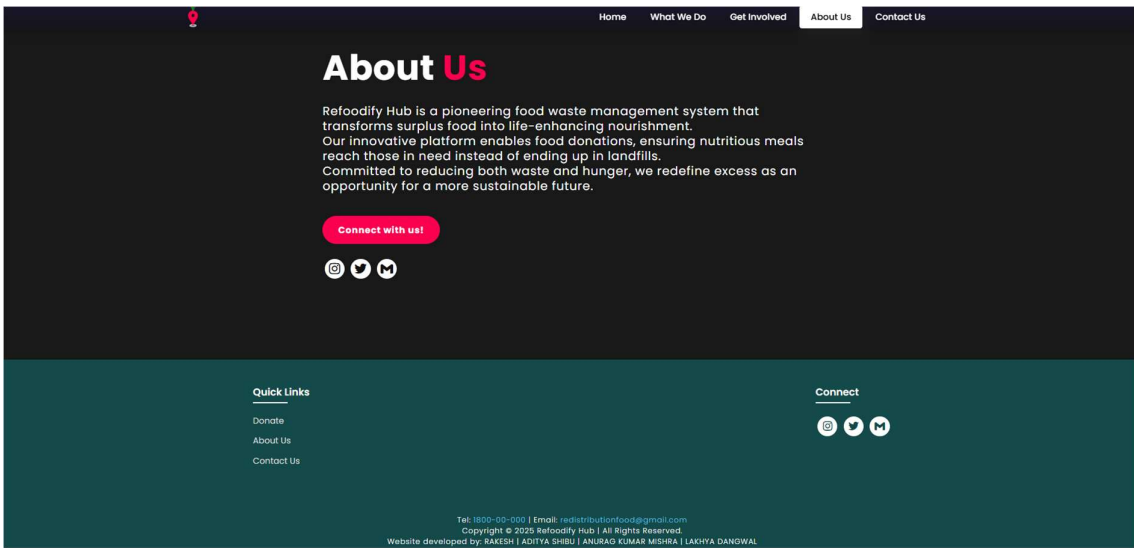 Home What We Do Get Involved About Us Contact Us
About Us
Refoodify Hub is a pioneering food waste management system that
transforms surplus food into life-enhancing nourishment.
Our innovative platform enables food donations, ensuring nutritious meals
reach those in need instead of ending up in landfills.
Committed to reducing both waste and hunger, we redefine excess as an
opportunity for a more sustainable future.
Connect with us!
Quick Links
Donate
About Us
Contact Us
Connect
Tel: 1800-00-000 | Email: redistributionfood@gmail.com
Copyright © 2025 Refoodify Hub | All Rights Reserved.
Website developed by: RAKESH | ADITYA SHIBU | ANURAG KUMAR MISHRA | LAKHYA DANGWAL